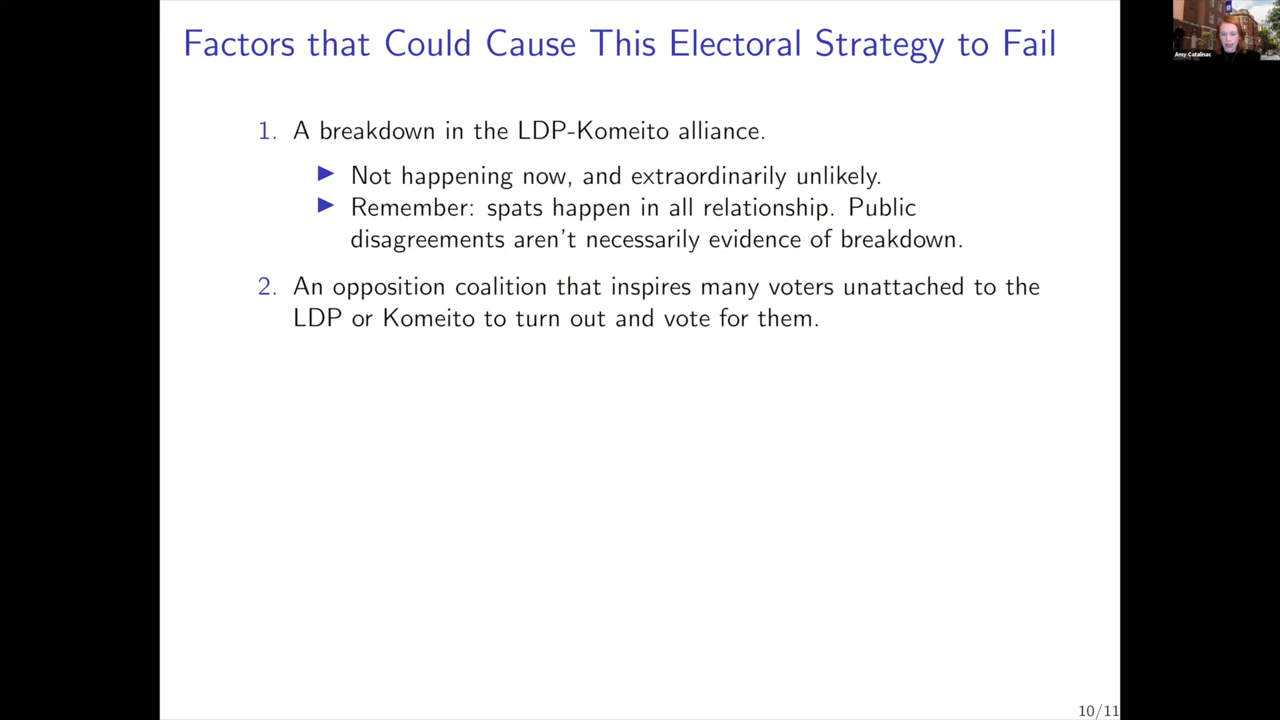 Factors that Could Cause This Electoral Strategy to Fail
Amy Catalinac
1. A breakdown in the LDP-Komeito alliance.
▶ Not happening now, and extraordinarily unlikely.
▶ Remember: spats happen in all relationship. Public
disagreements aren't necessarily evidence of breakdown.
2. An opposition coalition that inspires many voters unattached to the
LDP or Komeito to turn out and vote for them.
10/11